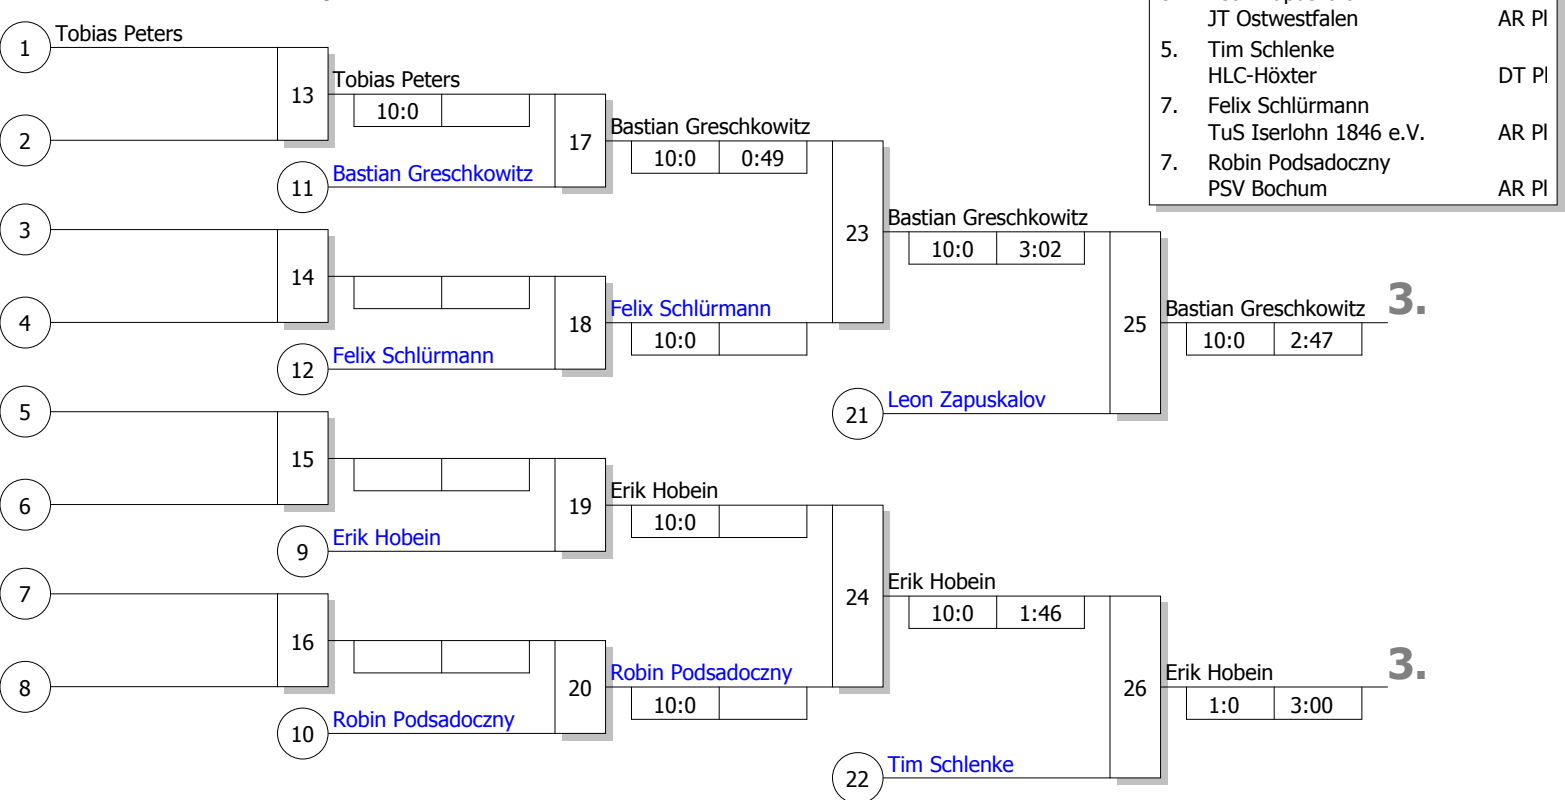 JT Ostwestfalen AR Pl
5. Tim Schlenke
HLC-Höxter DT Pl
7. Felix Schlürmann
TuS Iserlohn 1846 e.V. AR Pl
7. Robin Podsadoczny
PSV Bochum AR Pl
1 Tobias Peters
13 Tobias Peters
10:0
2
17 Bastian Greschkowitz
10:0 0:49
11 Bastian Greschkowitz
3
23 Bastian Greschkowitz
10:0 3:02
14
4
18 Felix Schlürmann
10:0
12 Felix Schlürmann
25 Bastian Greschkowitz 3.
10:0 2:47
21 Leon Zapuskalov
5
15
6
19 Erik Hobein
10:0
9 Erik Hobein
7
24 Erik Hobein
10:0 1:46
16
8
20 Robin Podsadoczny
10:0
10 Robin Podsadoczny
26 Erik Hobein 3.
1:0 3:00
22 Tim Schlenke